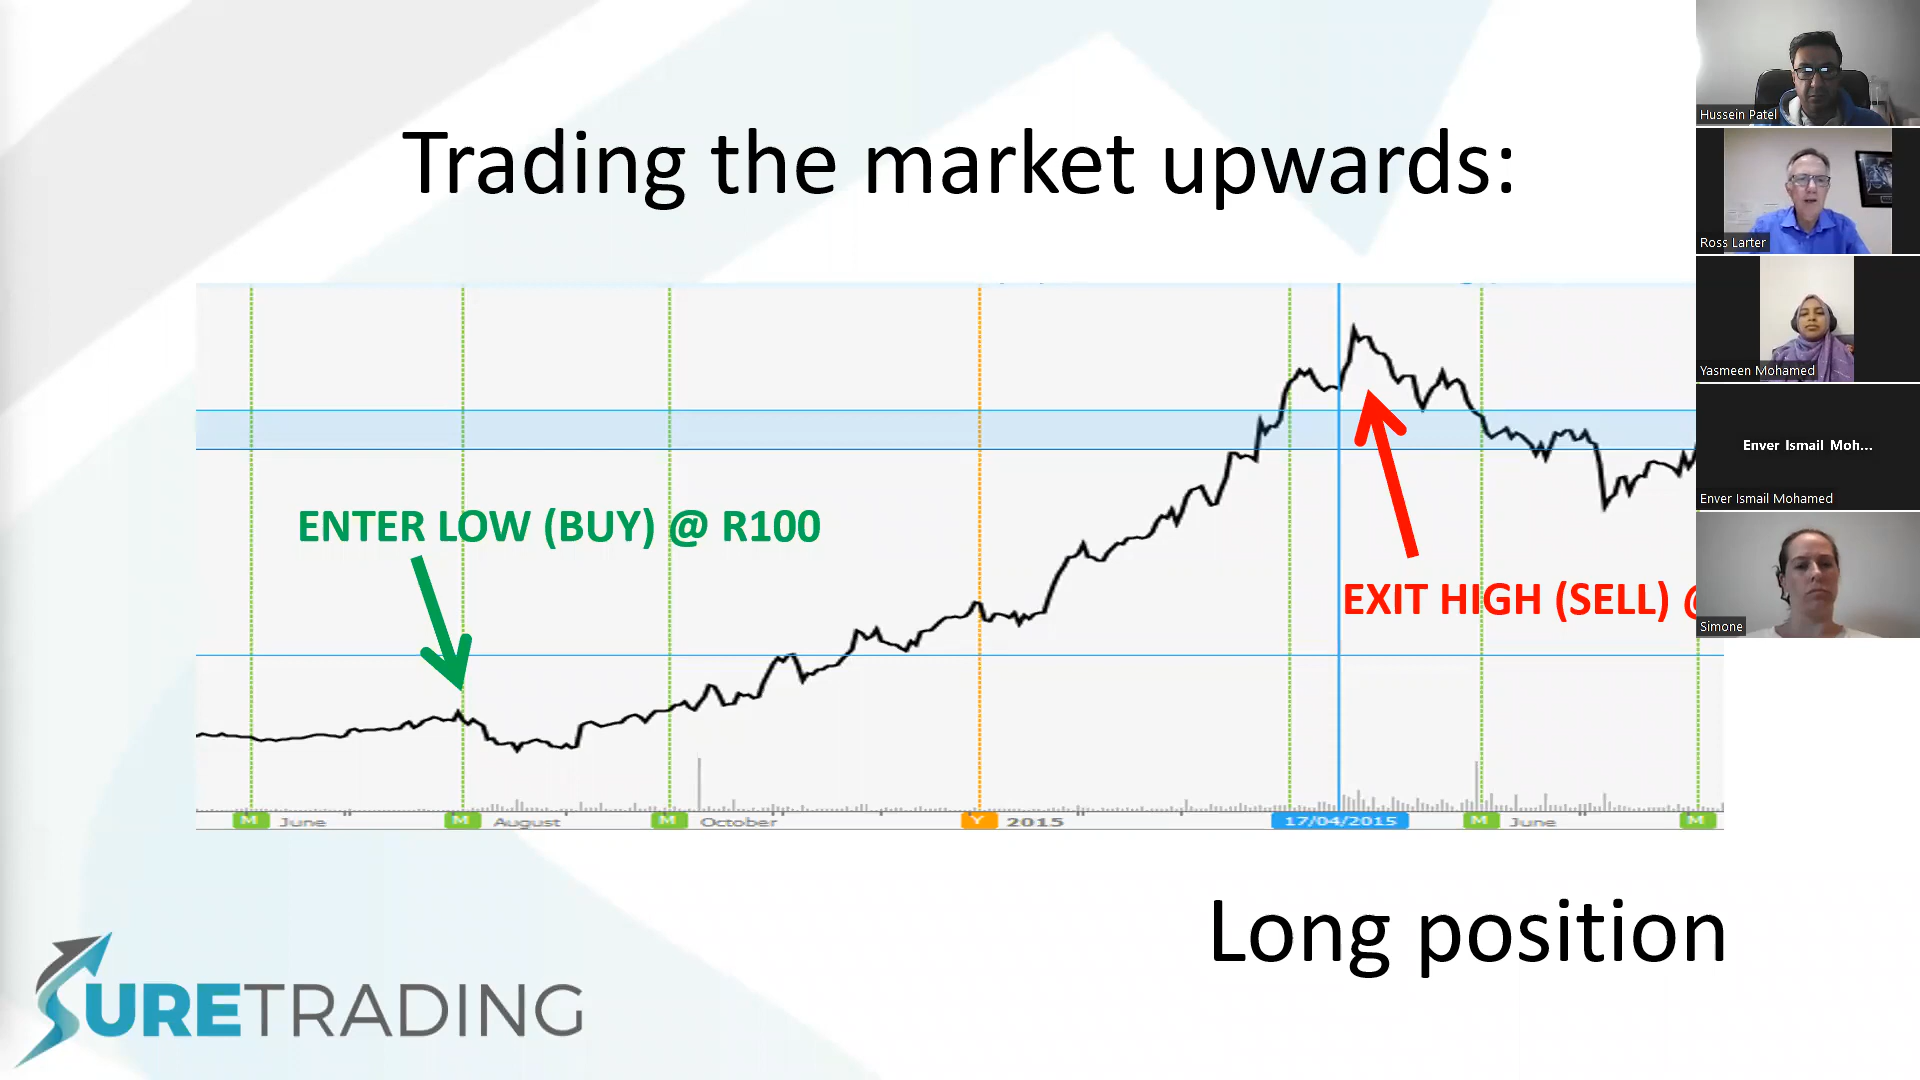 Trading the market upwards:
ENTER LOW (BUY) @ R100
EXIT HIGH (SELL) @
M June
M August
M October
Y 2015
17/04/2015
M June
M
Long position
SURETRADING
Hussein Patel
Ross Larter
Yasmeen Mohamed
Enver Ismail Moh...
Enver Ismail Mohamed
Simone